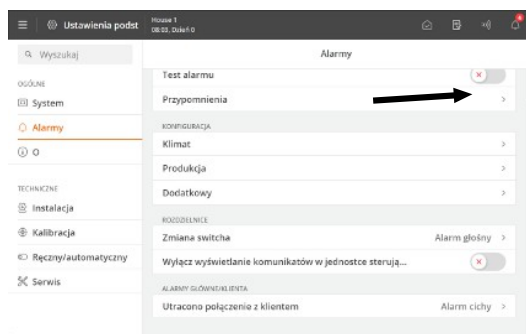 Ustawienia podst
House 1
08:03, Dzień 0
Wyszukaj
Alarmy
OGÓLNE
System
Alarmy
O
TECHNICZNE
Instalacja
Kalibracja
Ręczny/automatyczny
Serwis
Test alarmu
Przypomnienia
KONFIGURACJA
Klimat
Produkcja
Dodatkowy
ROZDZIELNICE
Zmiana switcha Alarm głośny
Wyłącz wyświetlanie komunikatów w jednostce sterują...
ALARMY GŁÓWNE/KLIENTA
Utracono połączenie z klientem Alarm cichy